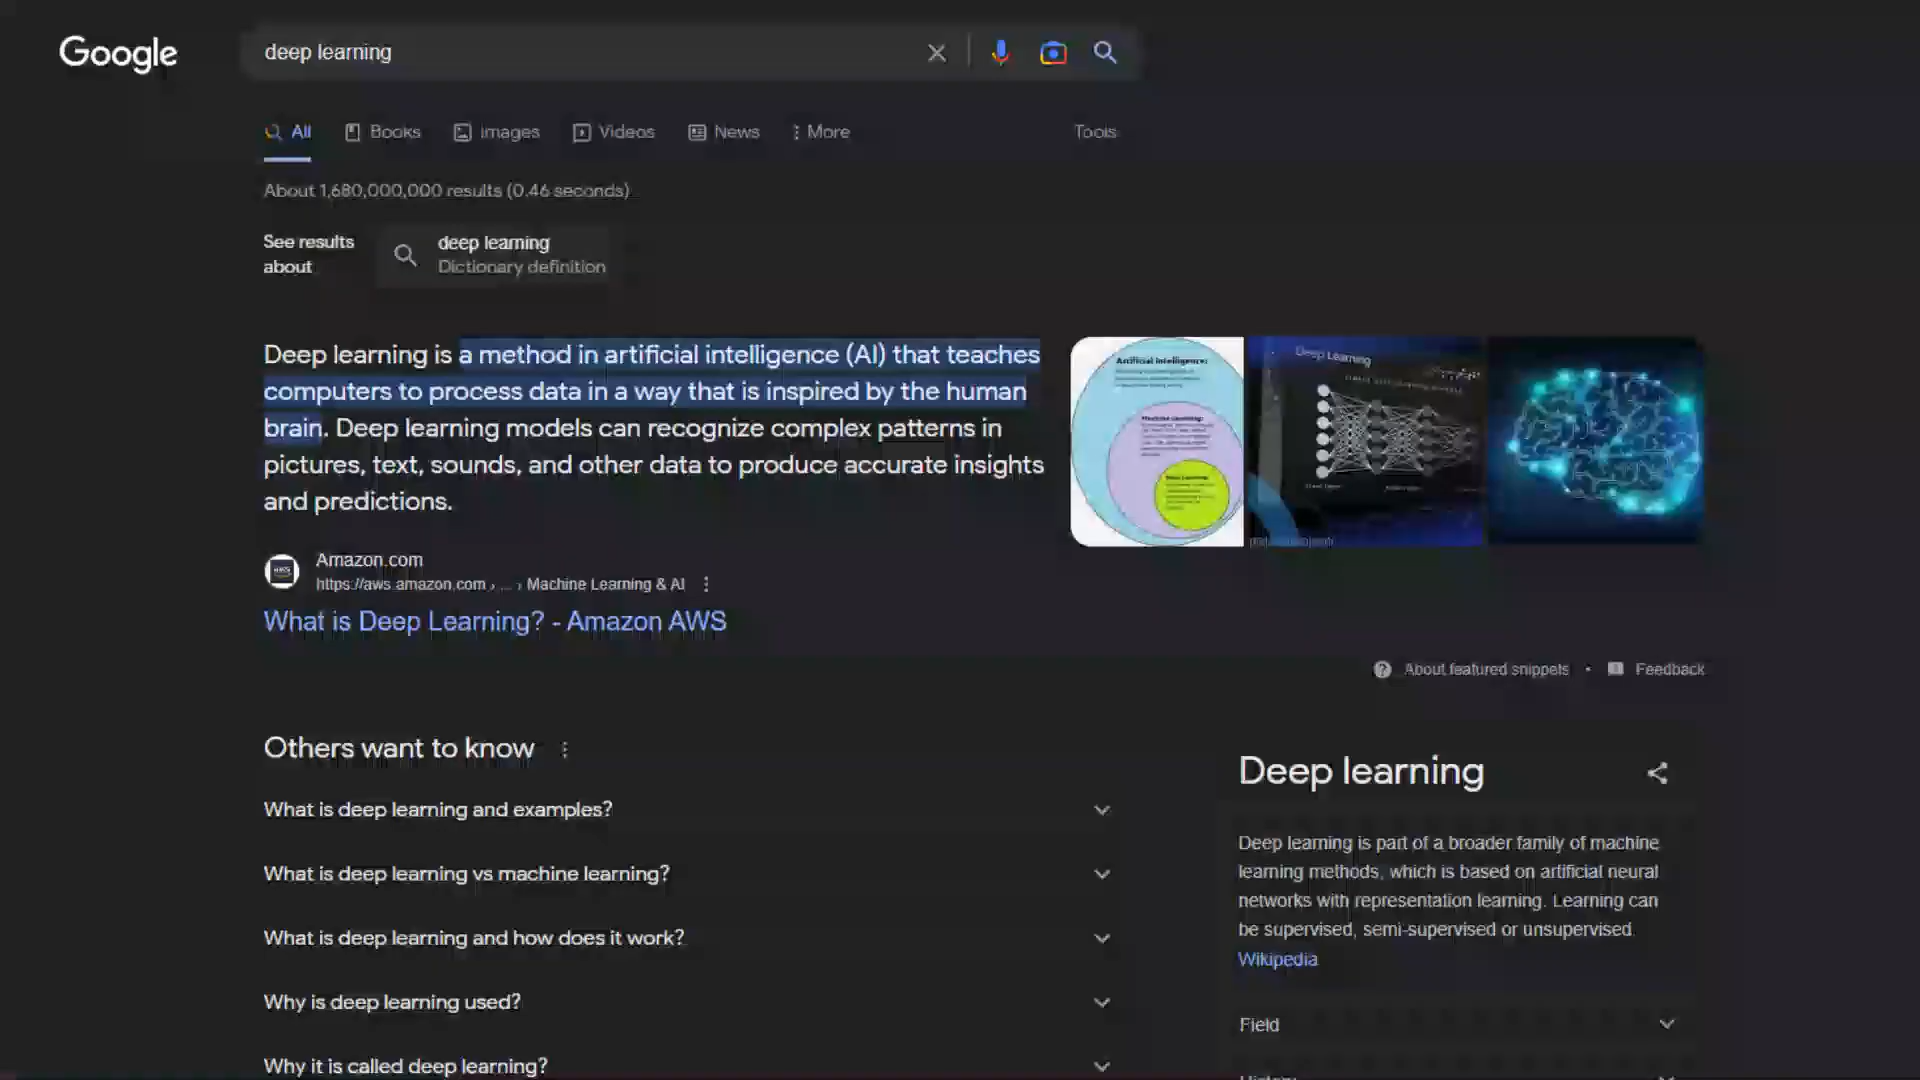 Google
deep learning
All
Books
Images
Videos
News
More
Tools
About 1,680,000,000 results (0.46 seconds)
See results
about
deep learning
Dictionary definition
Deep learning is a method in artificial intelligence (AI) that teaches
computers to process data in a way that is inspired by the human
brain. Deep learning models can recognize complex patterns in
pictures, text, sounds, and other data to produce accurate insights
and predictions.
Artificial Intelligence:
Machine Learning:
Deep Learning
aws
Amazon.com
https://aws.amazon.com › ... › Machine Learning & AI
What is Deep Learning? - Amazon AWS
About featured snippets • Feedback
Others want to know
What is deep learning and examples?
What is deep learning vs machine learning?
What is deep learning and how does it work?
Why is deep learning used?
Why it is called deep learning?
Deep learning
Deep learning is part of a broader family of machine
learning methods, which is based on artificial neural
networks with representation learning. Learning can
be supervised, semi-supervised or unsupervised.
Wikipedia
Field